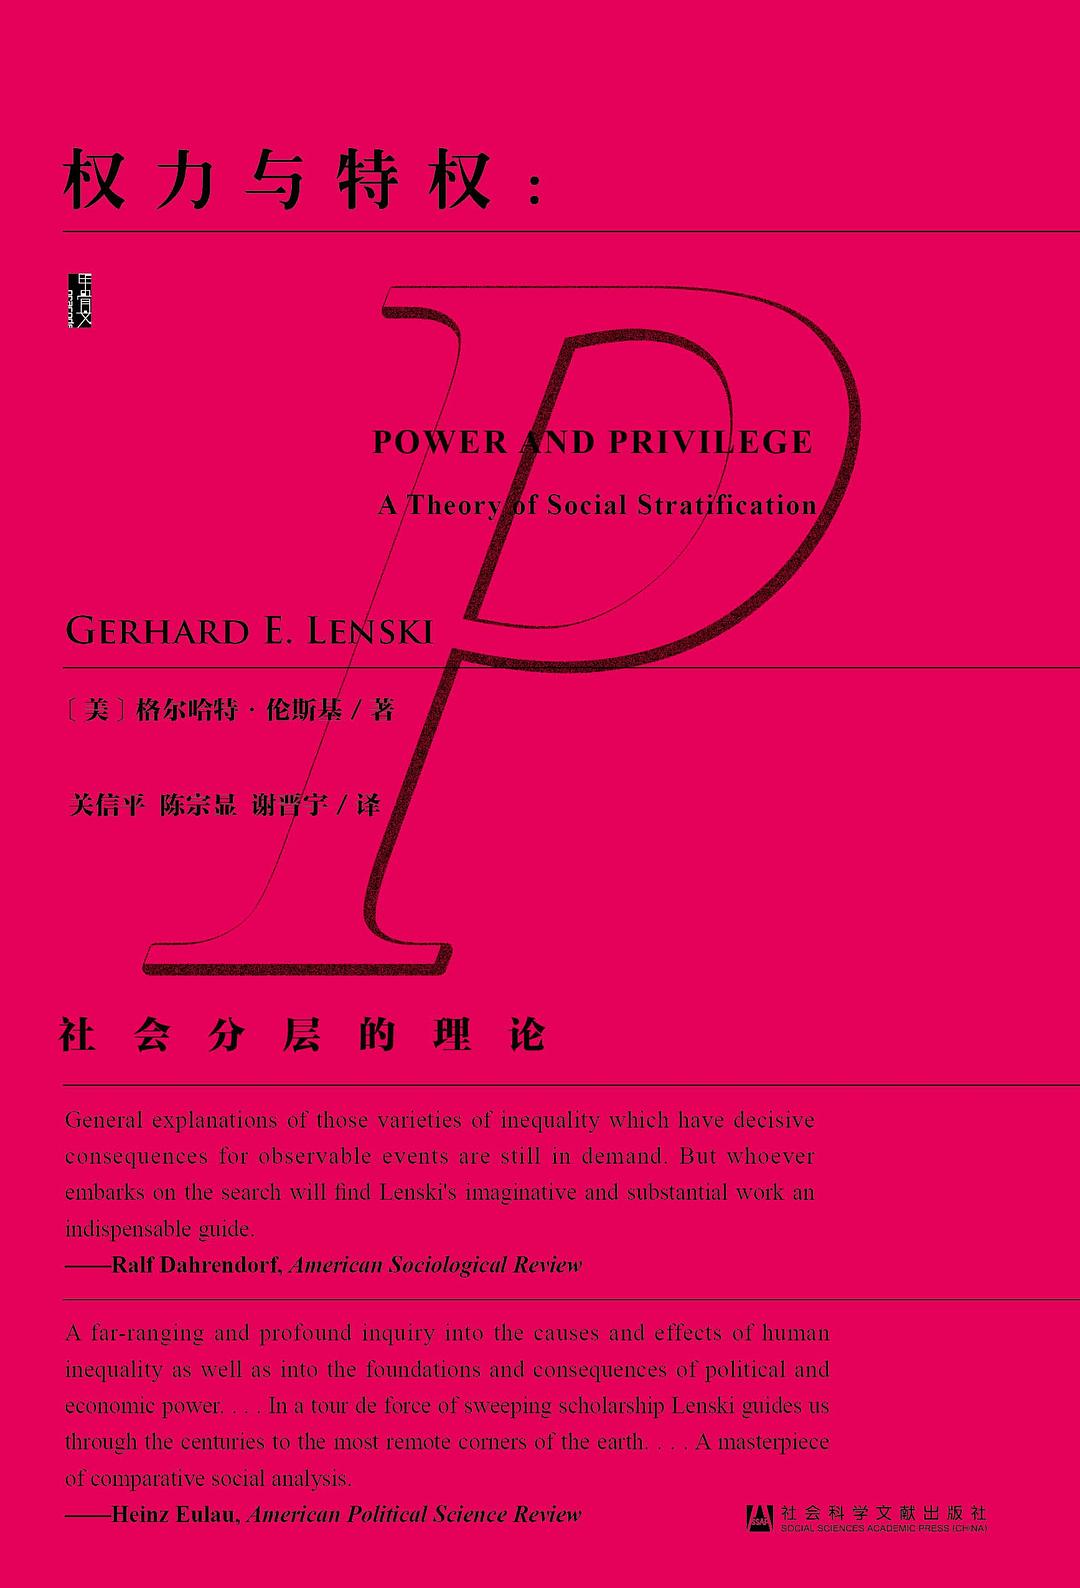 权力与特权：
甲骨文
POWER AND PRIVILEGE
A Theory of Social Stratification
GERHARD E. LENSKI
〔美〕格尔哈特·伦斯基/著
关信平 陈宗显 谢晋宇/译
社会分层的理论
General explanations of those varieties of inequality which have decisive
consequences for observable events are still in demand. But whoever
embarks on the search will find Lenski's imaginative and substantial work an
indispensable guide.
——Ralf Dahrendorf, American Sociological Review
A far-ranging and profound inquiry into the causes and effects of human
inequality as well as into the foundations and consequences of political and
economic power. . . . In a tour de force of sweeping scholarship Lenski guides us
through the centuries to the most remote corners of the earth. . . . A masterpiece
of comparative social analysis.
——Heinz Eulau, American Political Science Review
SSAP
社会科学文献出版社
SOCIAL SCIENCES ACADEMIC PRESS (CHINA)